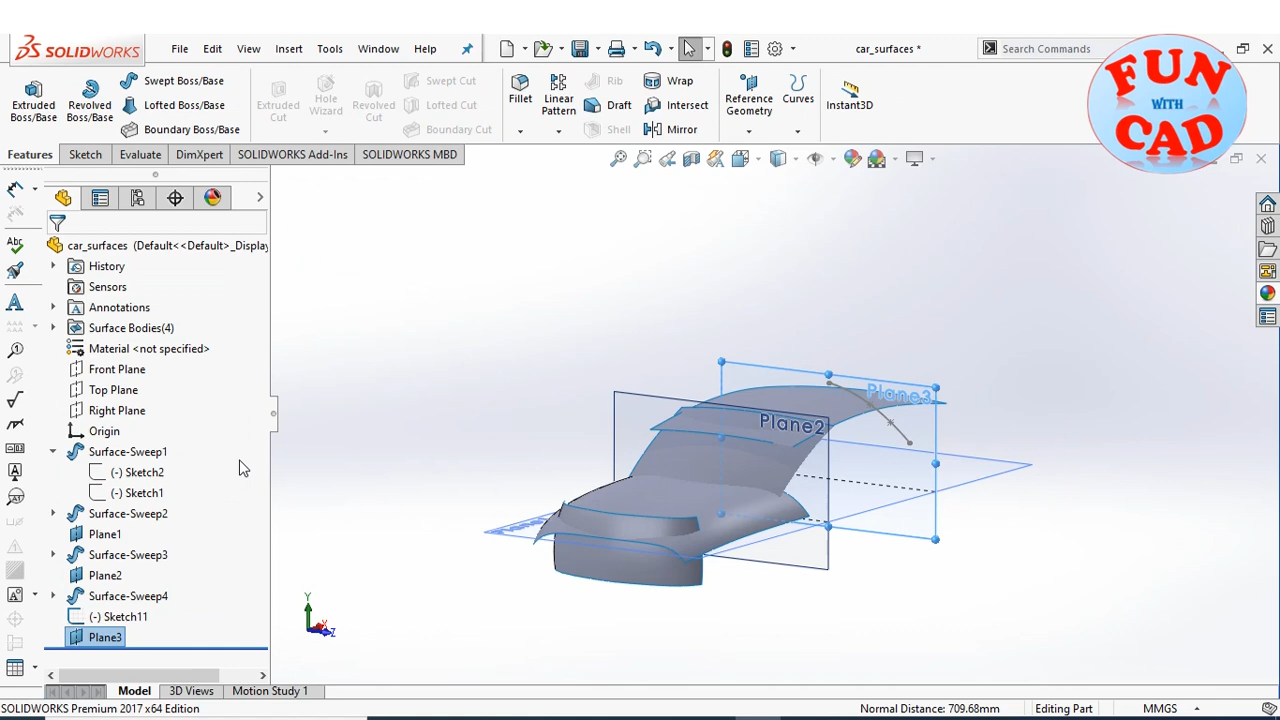 SOLIDWORKS
File
Edit
View
Insert
Tools
Window
Help
car_surfaces *
Search Commands
FUN
WITH
CAD
Extruded Boss/Base
Revolved Boss/Base
Swept Boss/Base
Lofted Boss/Base
Boundary Boss/Base
Extruded Cut
Hole Wizard
Revolved Cut
Swept Cut
Lofted Cut
Boundary Cut
Fillet
Linear Pattern
Rib
Draft
Shell
Wrap
Intersect
Mirror
Reference Geometry
Curves
Instant3D
Features
Sketch
Evaluate
DimXpert
SOLIDWORKS Add-Ins
SOLIDWORKS MBD
car_surfaces (Default<<Default>_Display
History
Sensors
Annotations
Surface Bodies(4)
Material <not specified>
Front Plane
Top Plane
Right Plane
Origin
Surface-Sweep1
(-) Sketch2
(-) Sketch1
Surface-Sweep2
Plane1
Surface-Sweep3
Plane2
Surface-Sweep4
(-) Sketch11
Plane3
Plane3
Plane2
Y
X
Z
Model
3D Views
Motion Study 1
SOLIDWORKS Premium 2017 x64 Edition
Normal Distance: 709.68mm
Editing Part
MMGS